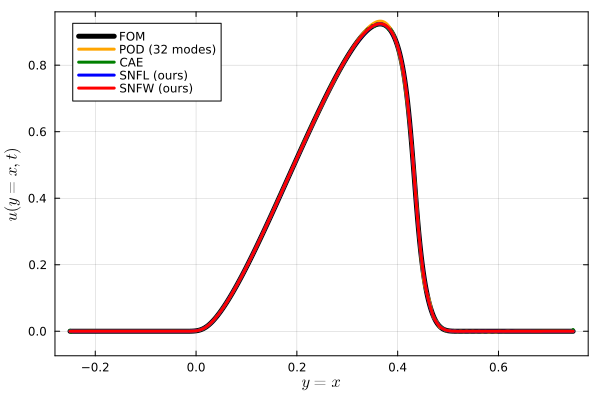 FOM
POD (32 modes)
CAE
SNFL (ours)
SNFW (ours)
u(y = x, t)
0.8
0.6
0.4
0.2
0.0
−0.2 0.0 0.2 0.4 0.6
y = x